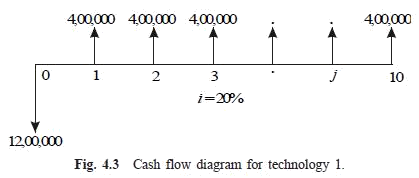 4,00,000 4,00,000 4,00,000 . . 4,00,000
0 1 2 3 . j 10
i=20%
12,00,000
Fig. 4.3 Cash flow diagram for technology 1.